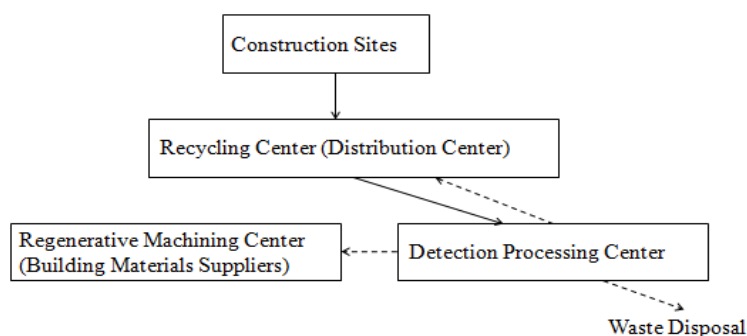 Construction Sites
Recycling Center (Distribution Center)
Regenerative Machining Center
(Building Materials Suppliers)
Detection Processing Center
Waste Disposal